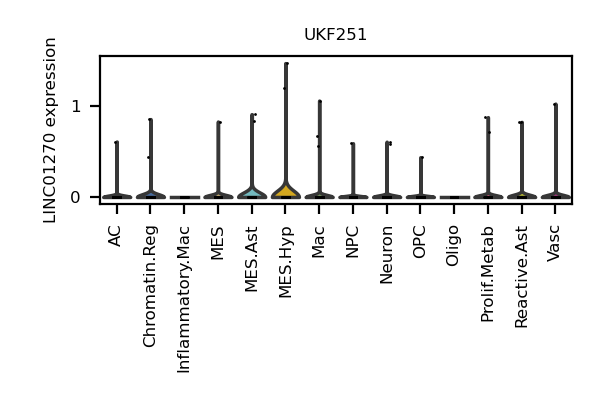 UKF251
LINC01270 expression
1
0
AC
Chromatin.Reg
Inflammatory.Mac
MES
MES.Ast
MES.Hyp
Mac
NPC
Neuron
OPC
Oligo
Prolif.Metab
Reactive.Ast
Vasc